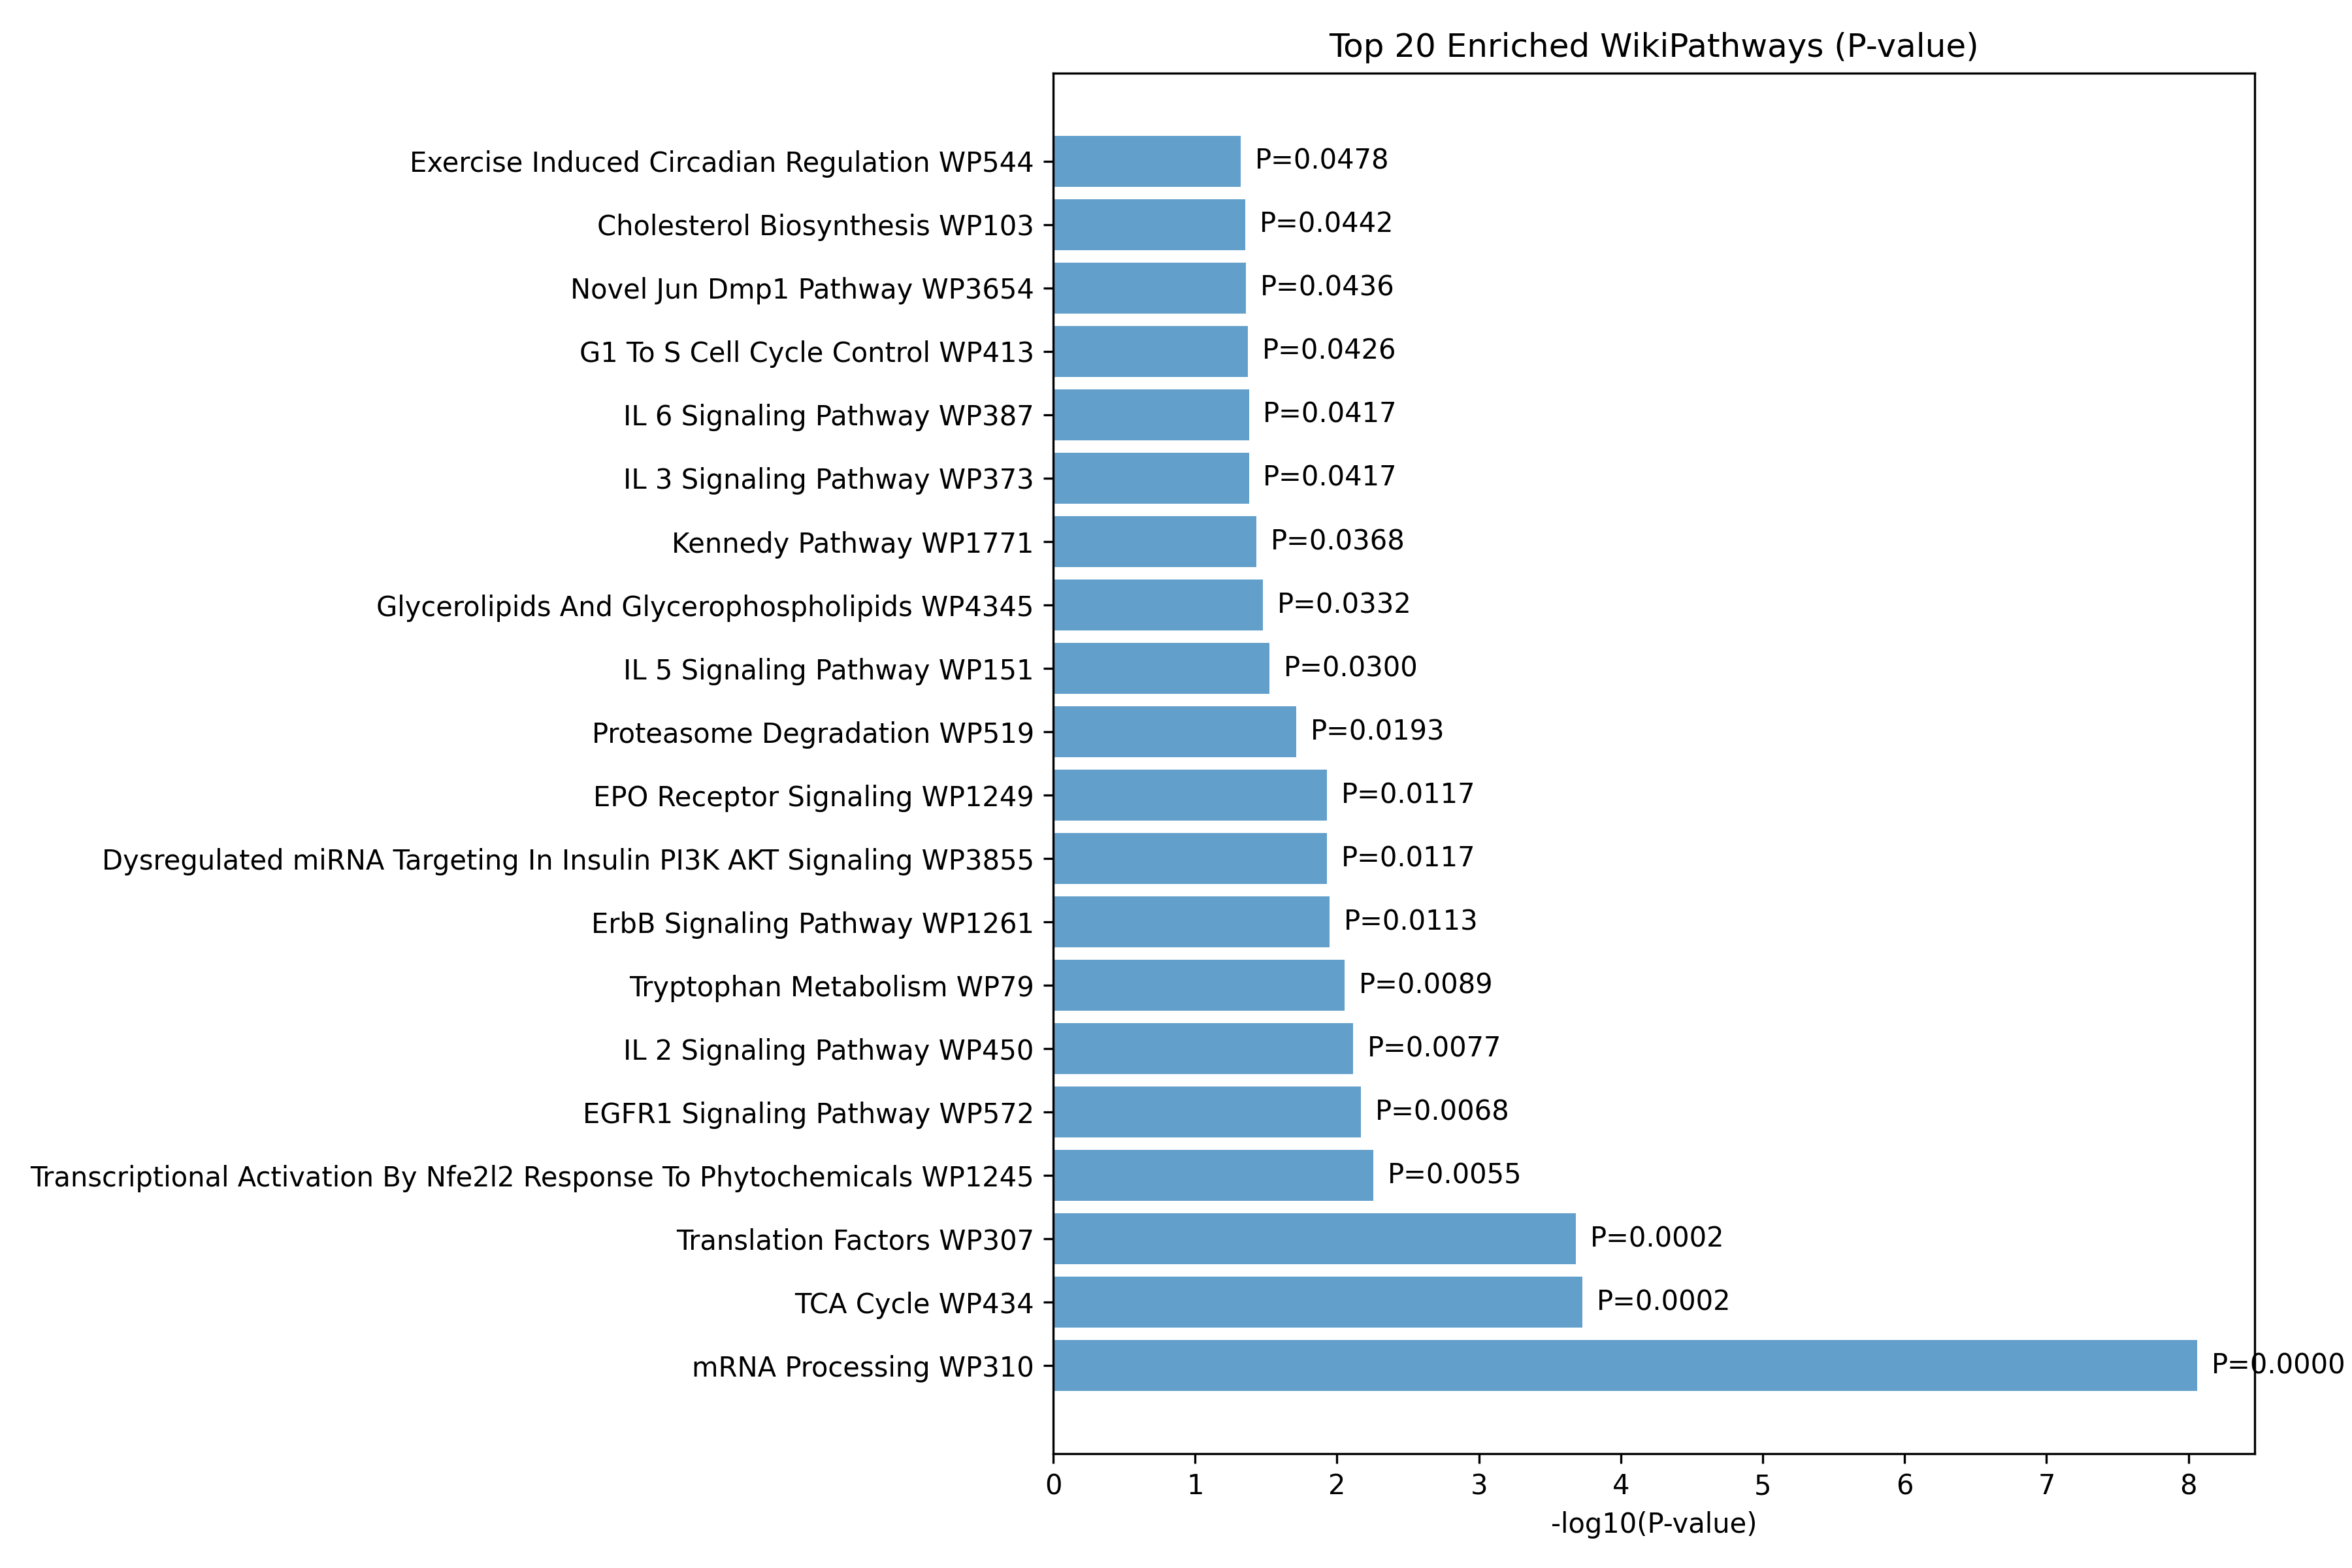 Top 20 Enriched WikiPathways (P-value)
Exercise Induced Circadian Regulation WP544 P=0.0478
Cholesterol Biosynthesis WP103 P=0.0442
Novel Jun Dmp1 Pathway WP3654 P=0.0436
G1 To S Cell Cycle Control WP413 P=0.0426
IL 6 Signaling Pathway WP387 P=0.0417
IL 3 Signaling Pathway WP373 P=0.0417
Kennedy Pathway WP1771 P=0.0368
Glycerolipids And Glycerophospholipids WP4345 P=0.0332
IL 5 Signaling Pathway WP151 P=0.0300
Proteasome Degradation WP519 P=0.0193
EPO Receptor Signaling WP1249 P=0.0117
Dysregulated miRNA Targeting In Insulin PI3K AKT Signaling WP3855 P=0.0117
ErbB Signaling Pathway WP1261 P=0.0113
Tryptophan Metabolism WP79 P=0.0089
IL 2 Signaling Pathway WP450 P=0.0077
EGFR1 Signaling Pathway WP572 P=0.0068
Transcriptional Activation By Nfe2l2 Response To Phytochemicals WP1245 P=0.0055
Translation Factors WP307 P=0.0002
TCA Cycle WP434 P=0.0002
mRNA Processing WP310 P=0.0000
0 1 2 3 4 5 6 7 8
-log10(P-value)